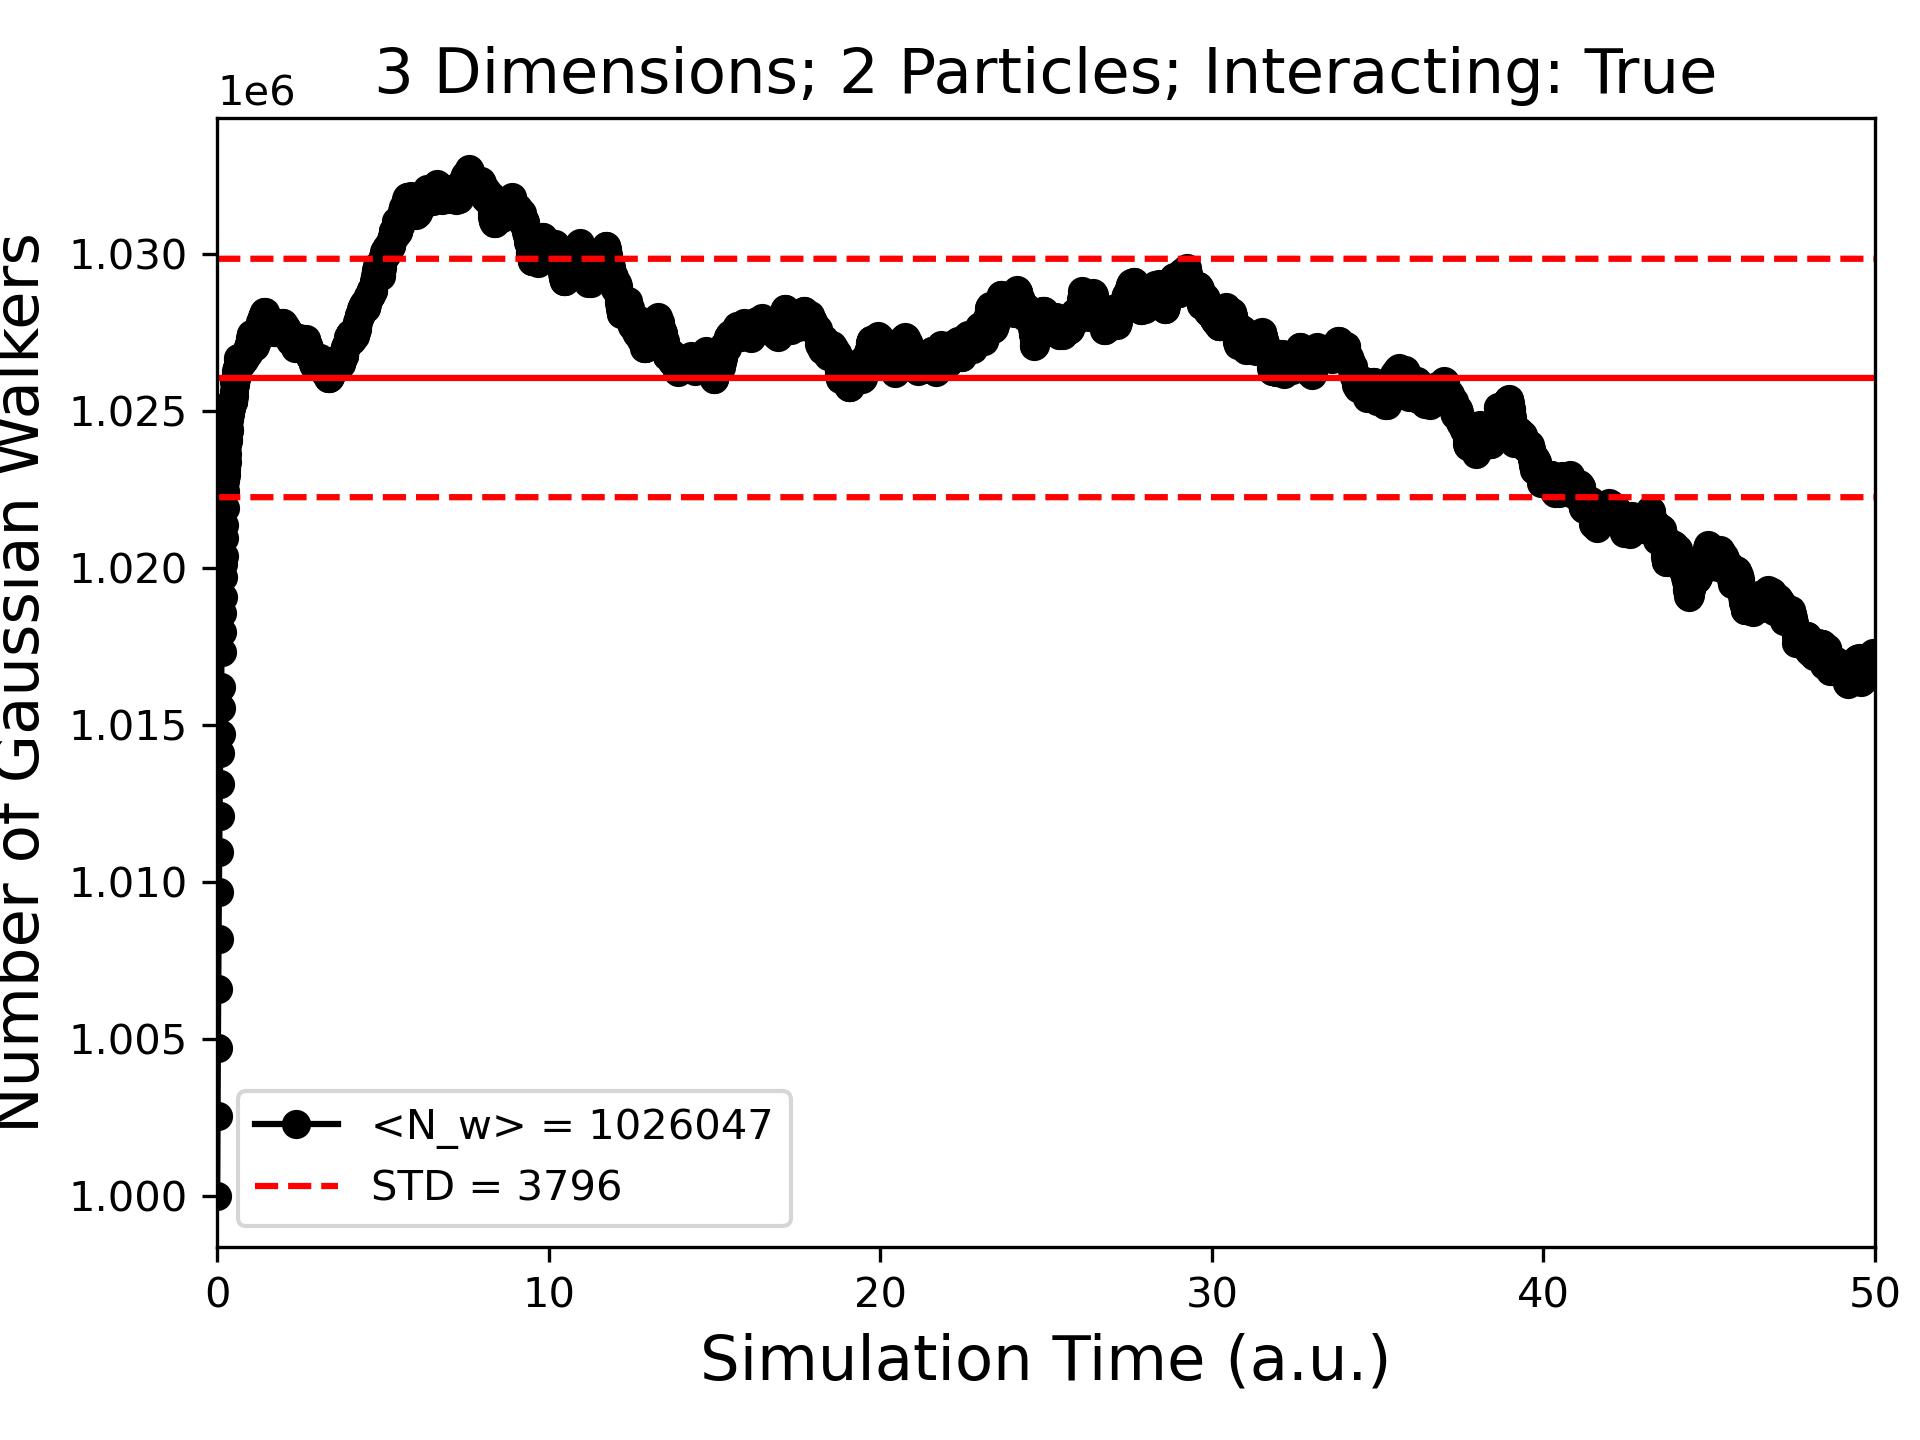 3 Dimensions; 2 Particles; Interacting: True
1e6
Number of Gaussian Walkers
1.030
1.025
1.020
1.015
1.010
1.005
1.000
<N_w> = 1026047
STD = 3796
0 10 20 30 40 50
Simulation Time (a.u.)